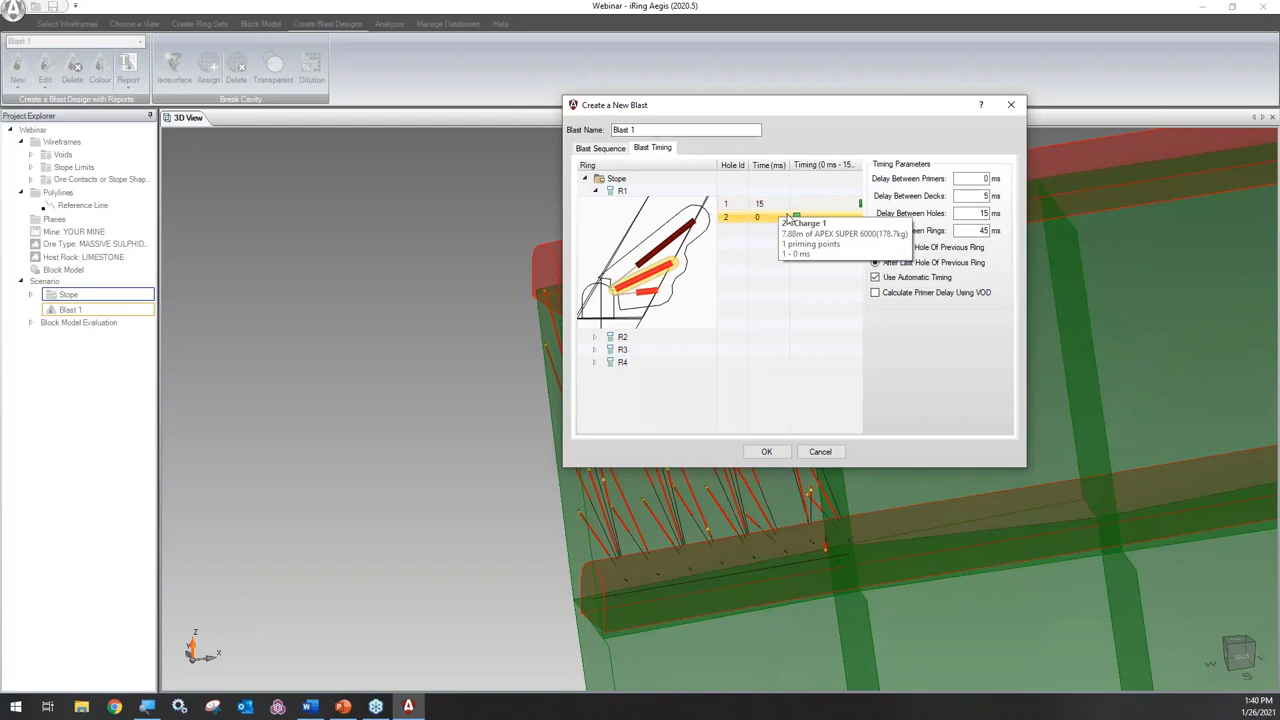 Webinar - iRing Aegis (2020.5)
Select Wireframes
Choose a View
Create Ring Sets
Block Model
Create Blast Designs
Analyzer
Manage Databases
Help
Blast 1
New
Edit
Delete
Colour
Report
Isosurface
Assign
Delete
Transparent
Dilution
Create a Blast Design with Reports
Break Cavity
Project Explorer
3D View
Webinar
Wireframes
Voids
Stope Limits
Ore Contacts or Stope Shap...
Polylines
Reference Line
Planes
Mine: YOUR MINE
Ore Type: MASSIVE SULPHID
Host Rock: LIMESTONE
Block Model
Scenario
Stope
Blast 1
Block Model Evaluation
Create a New Blast
?
Blast Name:
Blast 1
Blast Sequence
Blast Timing
Ring
Hole Id
Time (ms)
Timing (0 ms - 15...
Stope
R1
1
15
2
0
R2
R3
R4
Charge 1
7.88m of APEX SUPER 6000(178.7kg)
1 priming points
1 - 0 ms
Timing Parameters
Delay Between Primers:
0
ms
Delay Between Decks:
5
ms
Delay Between Holes:
15
ms
een Rings:
45
ms
Hole Of Previous Ring
After Last Hole Of Previous Ring
Use Automatic Timing
Calculate Primer Delay Using VOD
OK
Cancel
Z
Y
X
W
S
1:40 PM
1/26/2021